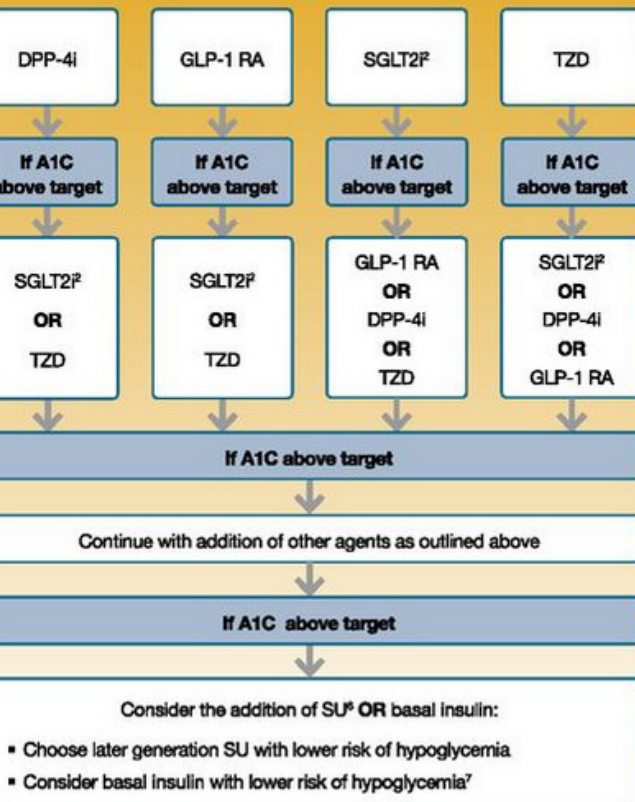 DPP-4i
GLP-1 RA
SGLT2i²
TZD
If A1C
above target
If A1C
above target
If A1C
above target
If A1C
above target
SGLT2i²
OR
TZD
SGLT2i²
OR
TZD
GLP-1 RA
OR
DPP-4i
OR
TZD
SGLT2i²
OR
DPP-4i
OR
GLP-1 RA
If A1C above target
Continue with addition of other agents as outlined above
If A1C above target
Consider the addition of SU⁶ OR basal insulin:
▪ Choose later generation SU with lower risk of hypoglycemia
▪ Consider basal insulin with lower risk of hypoglycemia⁷